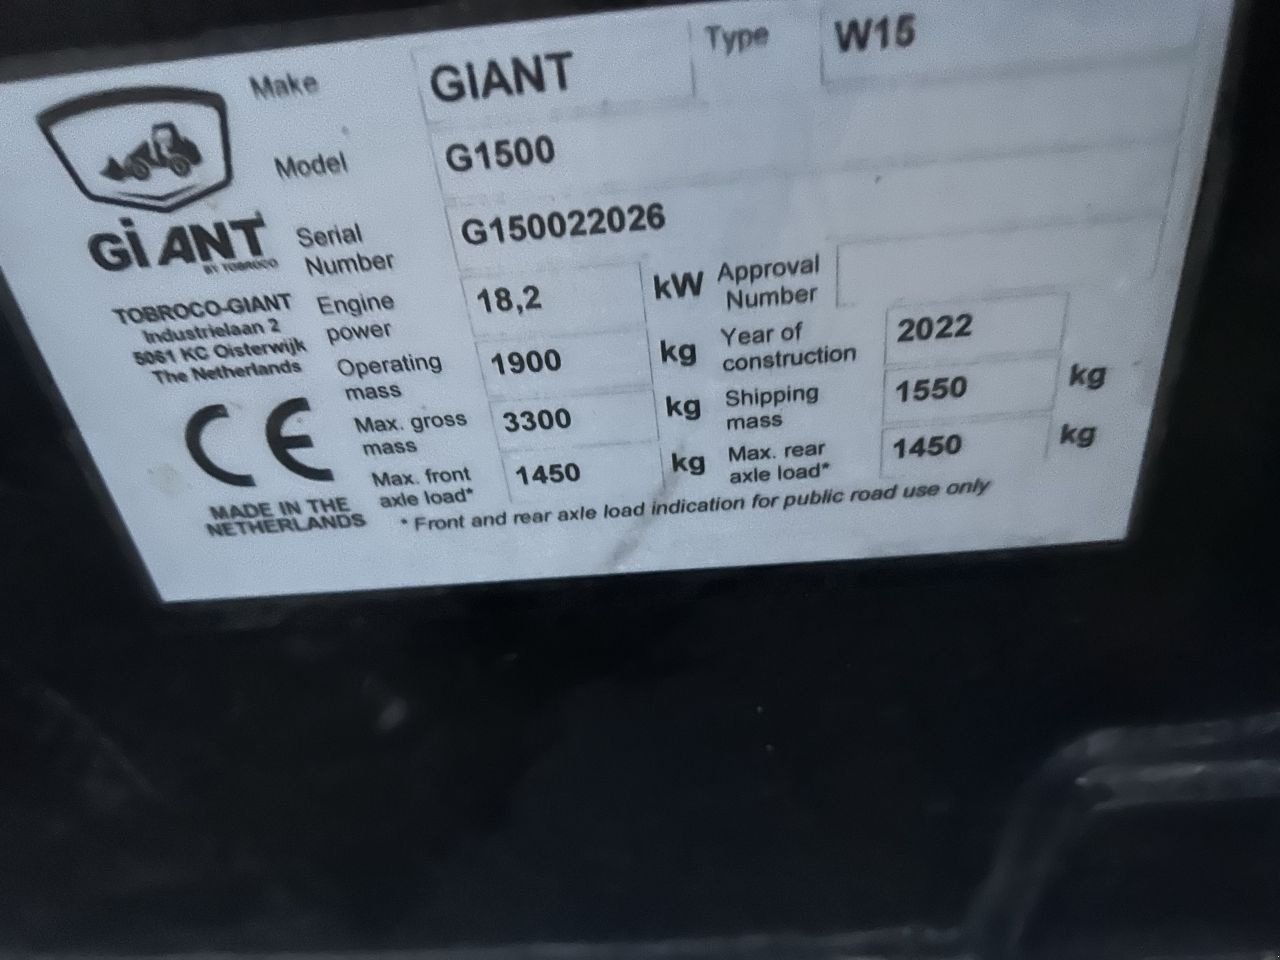 Make GIANT Type W15
Model G1500
GiANT
BY TOBROCO
Serial Number G150022026
TOBROCO-GIANT
Industrielaan 2
5061 KC Oisterwijk
The Netherlands
Engine power 18,2 kW Approval Number
Operating mass 1900 kg Year of construction 2022
Max. gross mass 3300 kg Shipping mass 1550 kg
Max. front axle load* 1450 kg Max. rear axle load* 1450 kg
CE
MADE IN THE
NETHERLANDS
* Front and rear axle load indication for public road use only